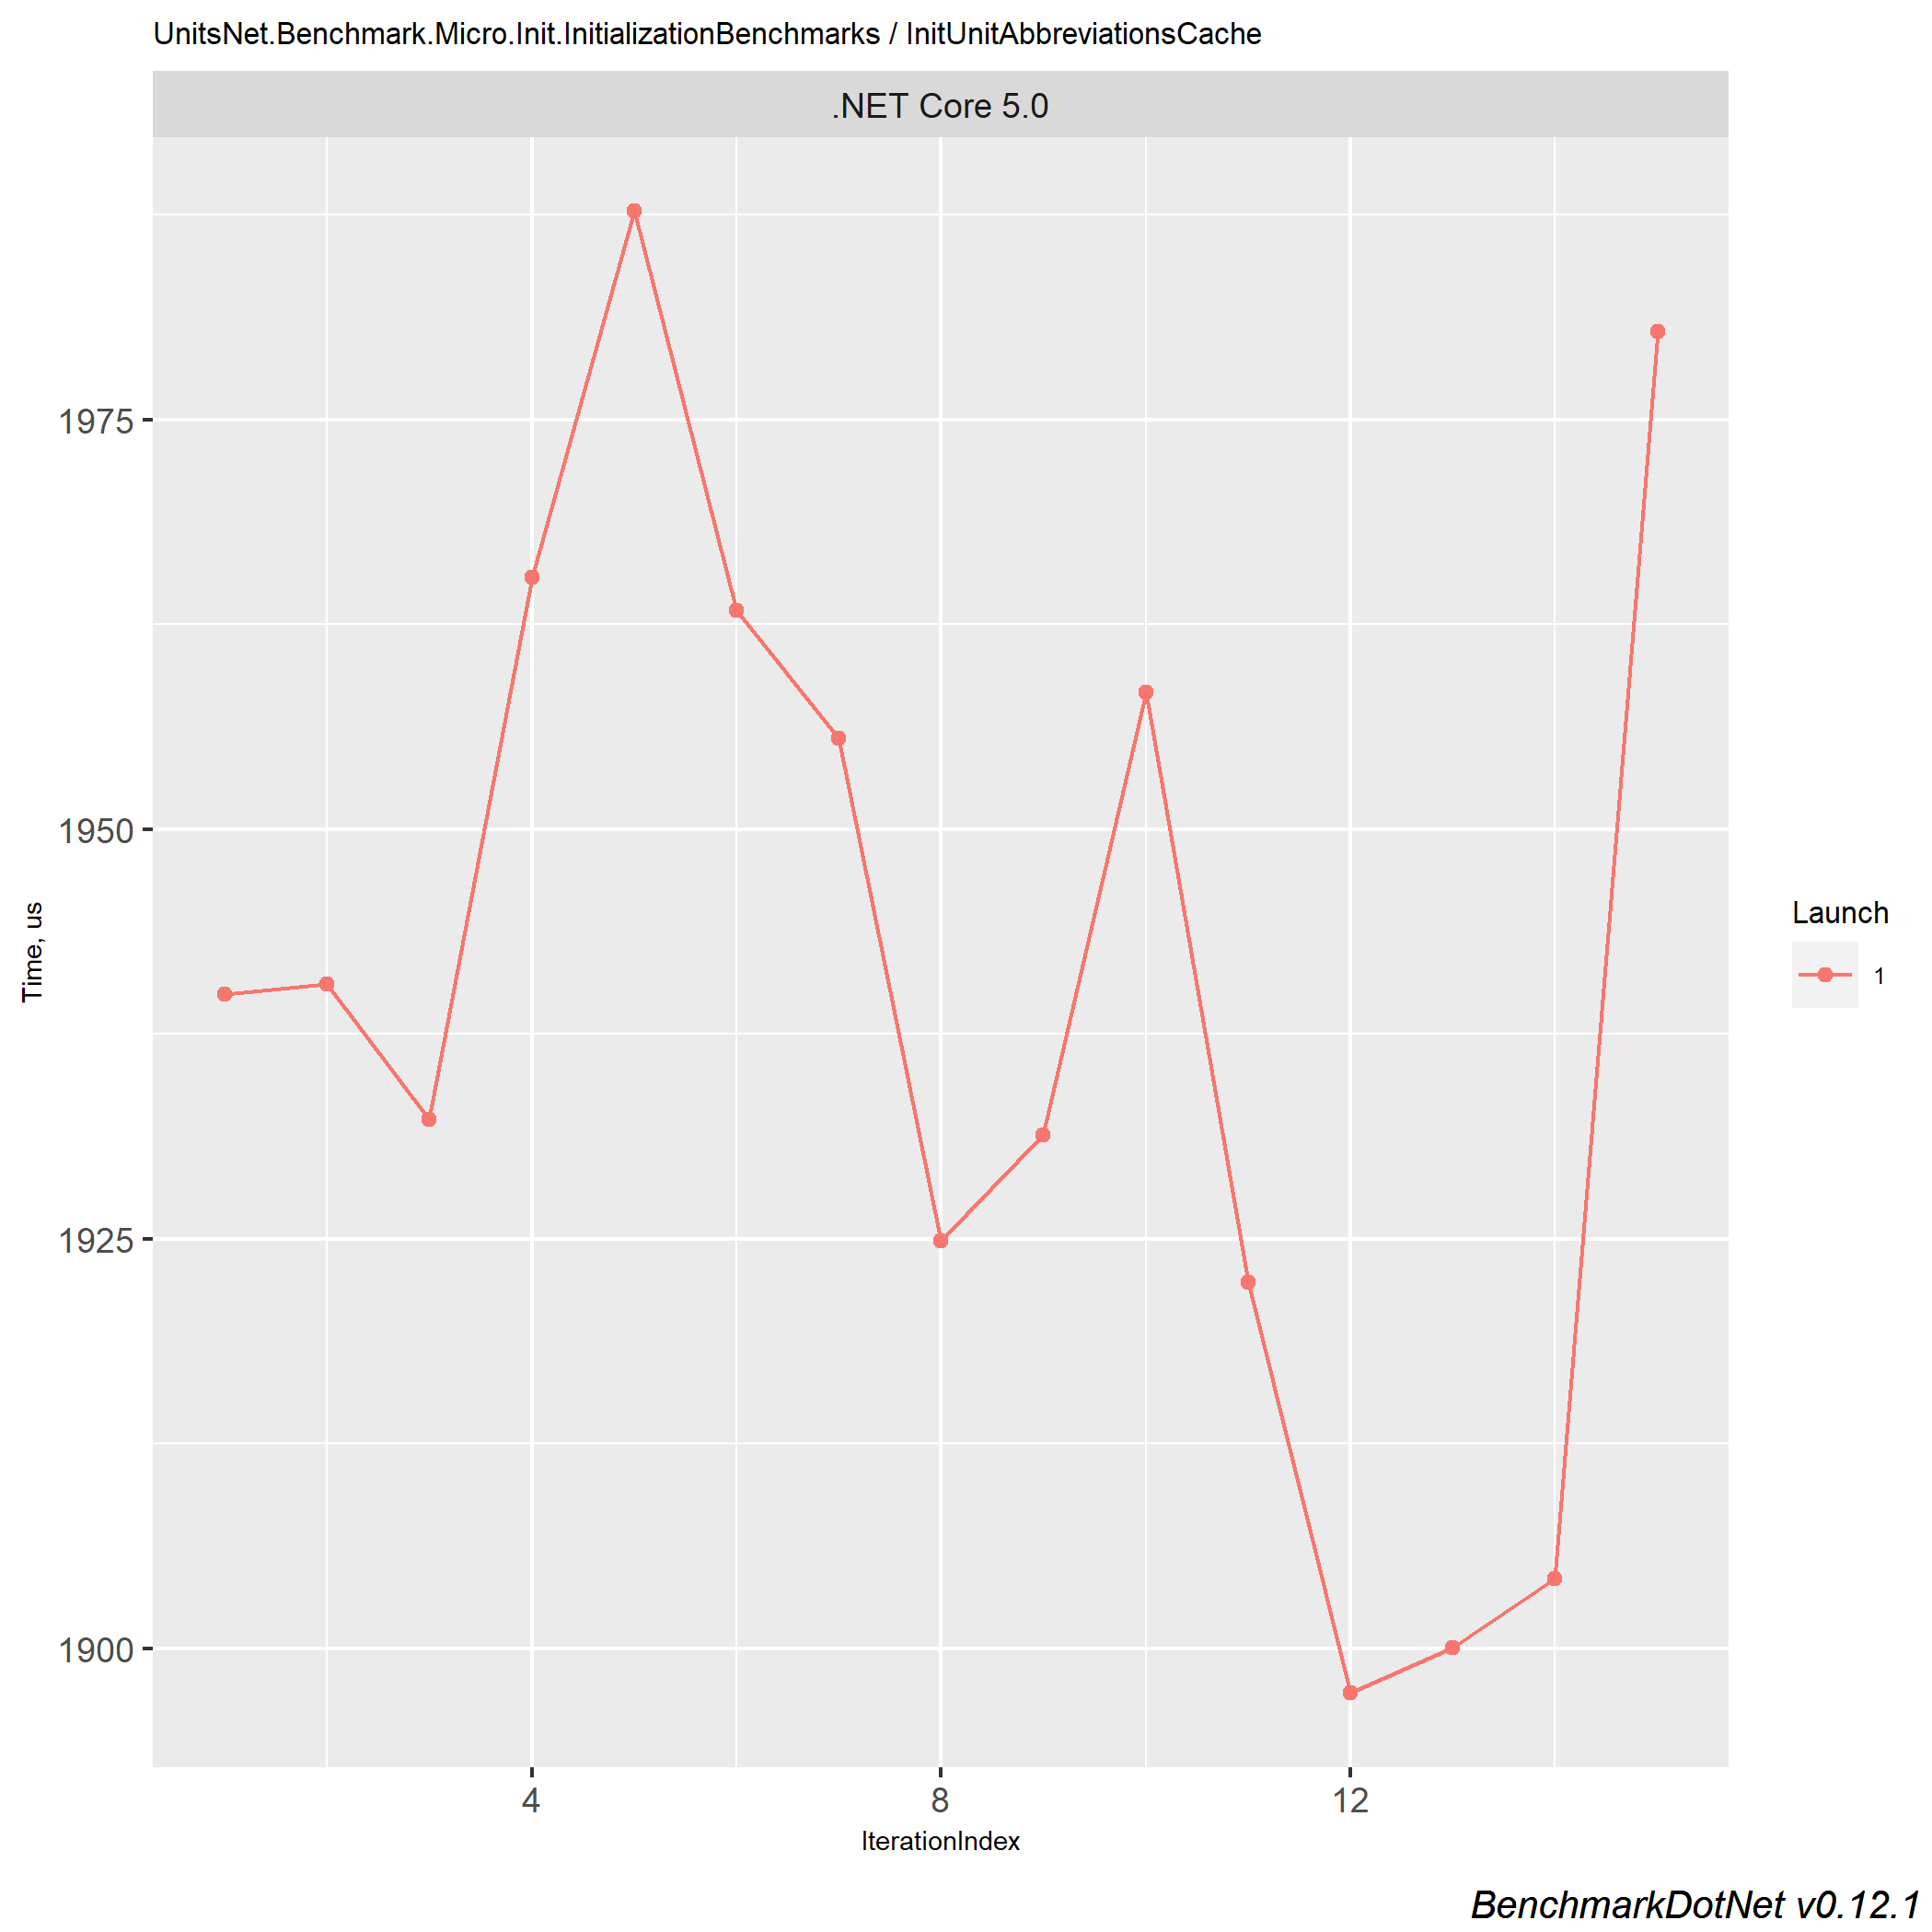 UnitsNet.Benchmark.Micro.Init.InitializationBenchmarks / InitUnitAbbreviationsCache
.NET Core 5.0
1975
1950
1925
1900
Time, us
4 8 12
IterationIndex
Launch
1
BenchmarkDotNet v0.12.1